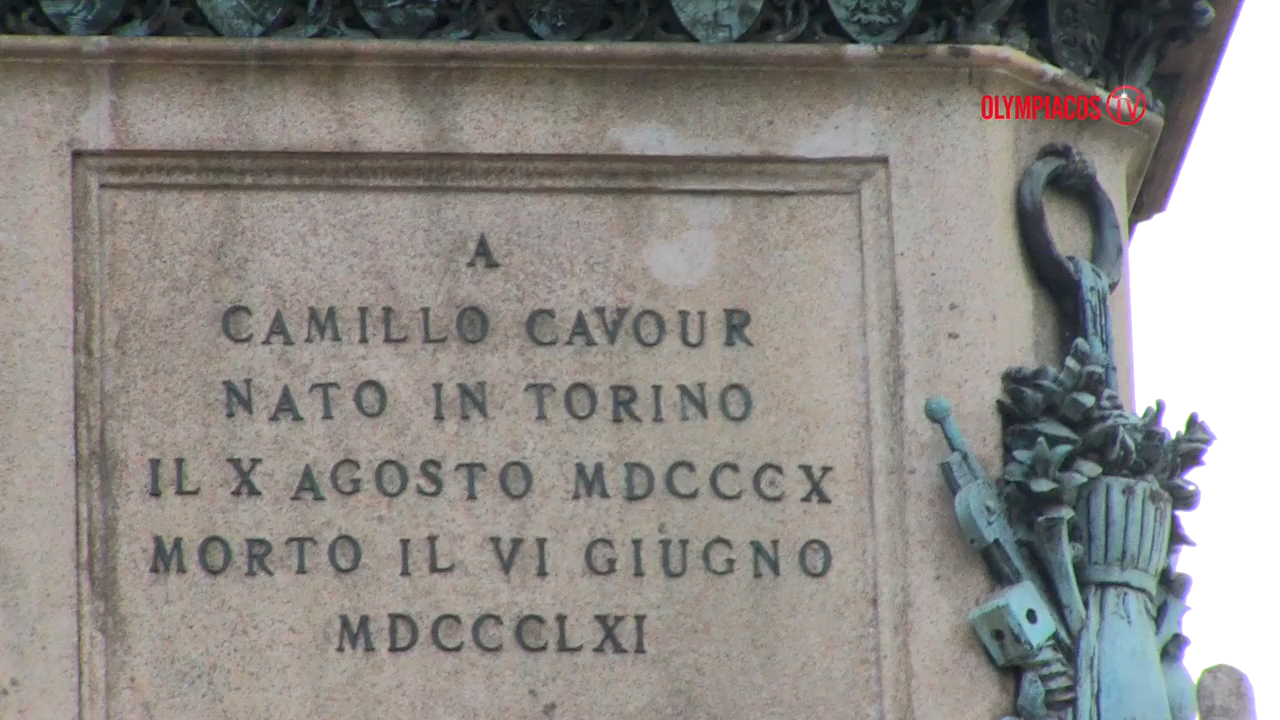 OLYMPIACOS TV
A
CAMILLO CAVOUR
NATO IN TORINO
IL X AGOSTO MDCCCX
MORTO IL VI GIUGNO
MDCCCLXI